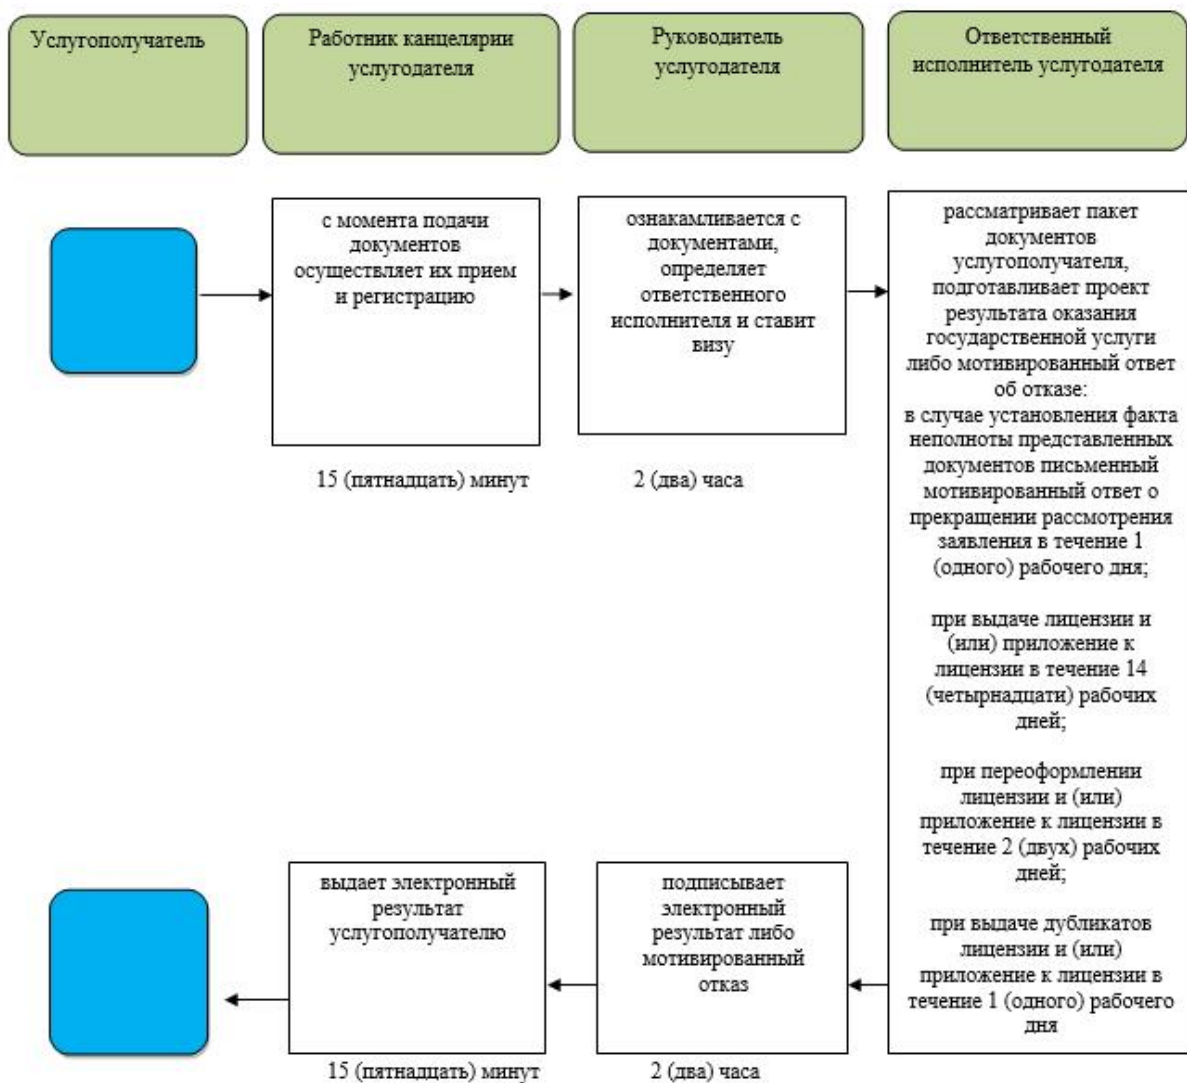 Услугополучатель
Работник канцелярии
услугодателя
Руководитель
услугодателя
Ответственный
исполнитель услугодателя
с момента подачи
документов
осуществляет их прием
и регистрацию
15 (пятнадцать) минут
ознакамливается с
документами,
определяет
ответственного
исполнителя и ставит
визу
2 (два) часа
рассматривает пакет
документов
услугополучателя,
подготавливает проект
результата оказания
государственной услуги
либо мотивированный ответ
об отказе:
в случае установления факта
неполноты представленных
документов письменный
мотивированный ответ о
прекращении рассмотрения
заявления в течение 1
(одного) рабочего дня;
при выдаче лицензии и
(или) приложение к
лицензии в течение 14
(четырнадцати) рабочих
дней;
при переоформлении
лицензии и (или)
приложение к лицензии в
течение 2 (двух) рабочих
дней;
при выдаче дубликатов
лицензии и (или)
приложение к лицензии в
течение 1 (одного) рабочего
дня
выдает электронный
результат
услугополучателю
15 (пятнадцать) минут
подписывает
электронный
результат либо
мотивированный
отказ
2 (два) часа